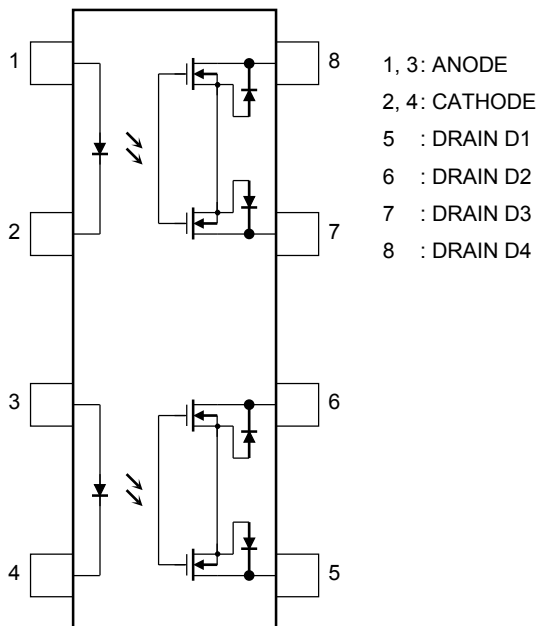 1
2
3
4
8
7
6
5
1, 3: ANODE
2, 4: CATHODE
5 : DRAIN D1
6 : DRAIN D2
7 : DRAIN D3
8 : DRAIN D4